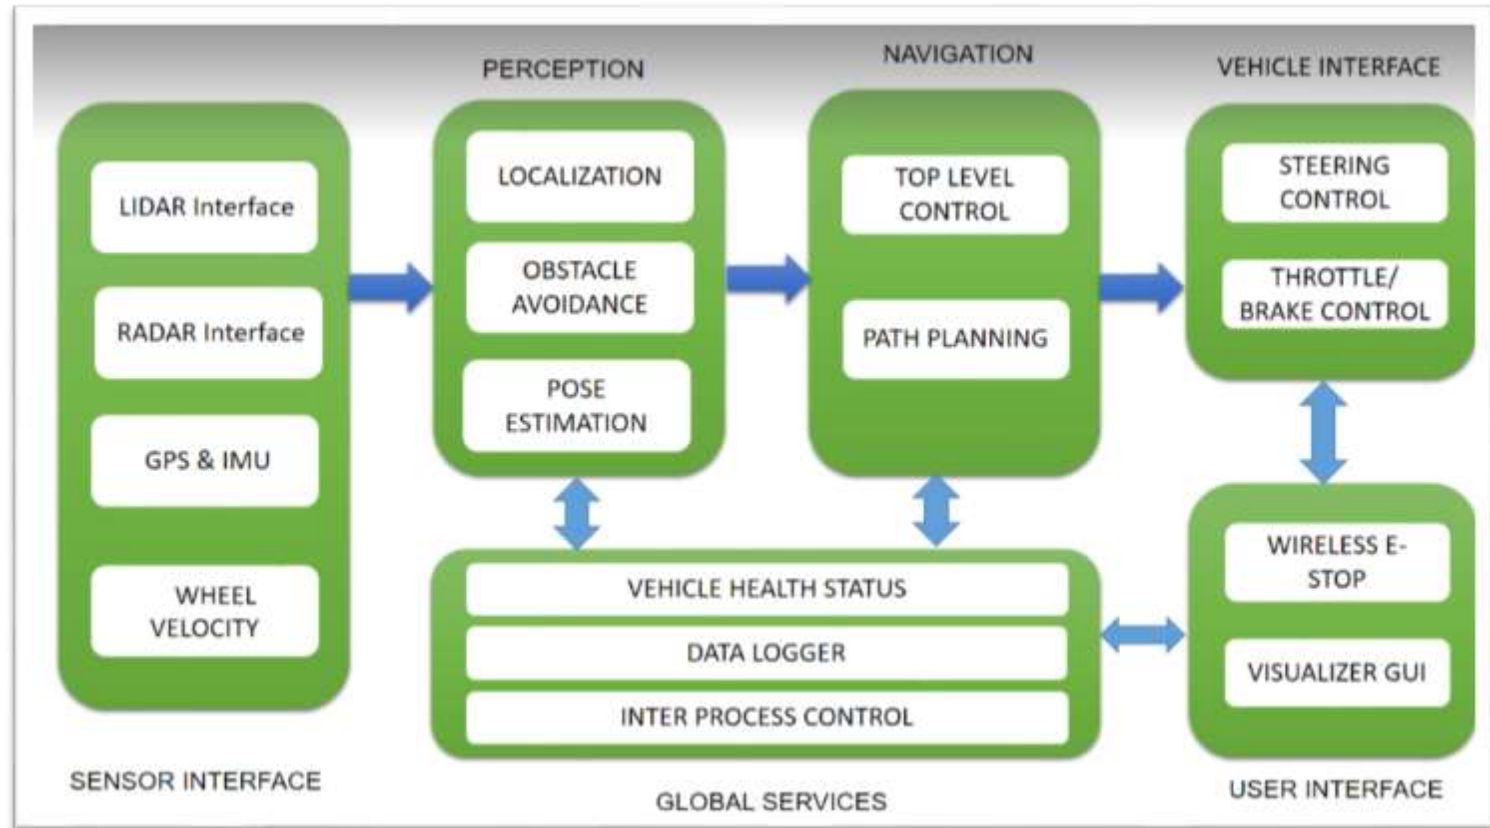 PERCEPTION
NAVIGATION
VEHICLE INTERFACE
LIDAR Interface
RADAR Interface
GPS & IMU
WHEEL
VELOCITY
SENSOR INTERFACE
LOCALIZATION
OBSTACLE
AVOIDANCE
POSE
ESTIMATION
TOP LEVEL
CONTROL
PATH PLANNING
STEERING
CONTROL
THROTTLE/
BRAKE CONTROL
VEHICLE HEALTH STATUS
DATA LOGGER
INTER PROCESS CONTROL
GLOBAL SERVICES
WIRELESS E-
STOP
VISUALIZER GUI
USER INTERFACE